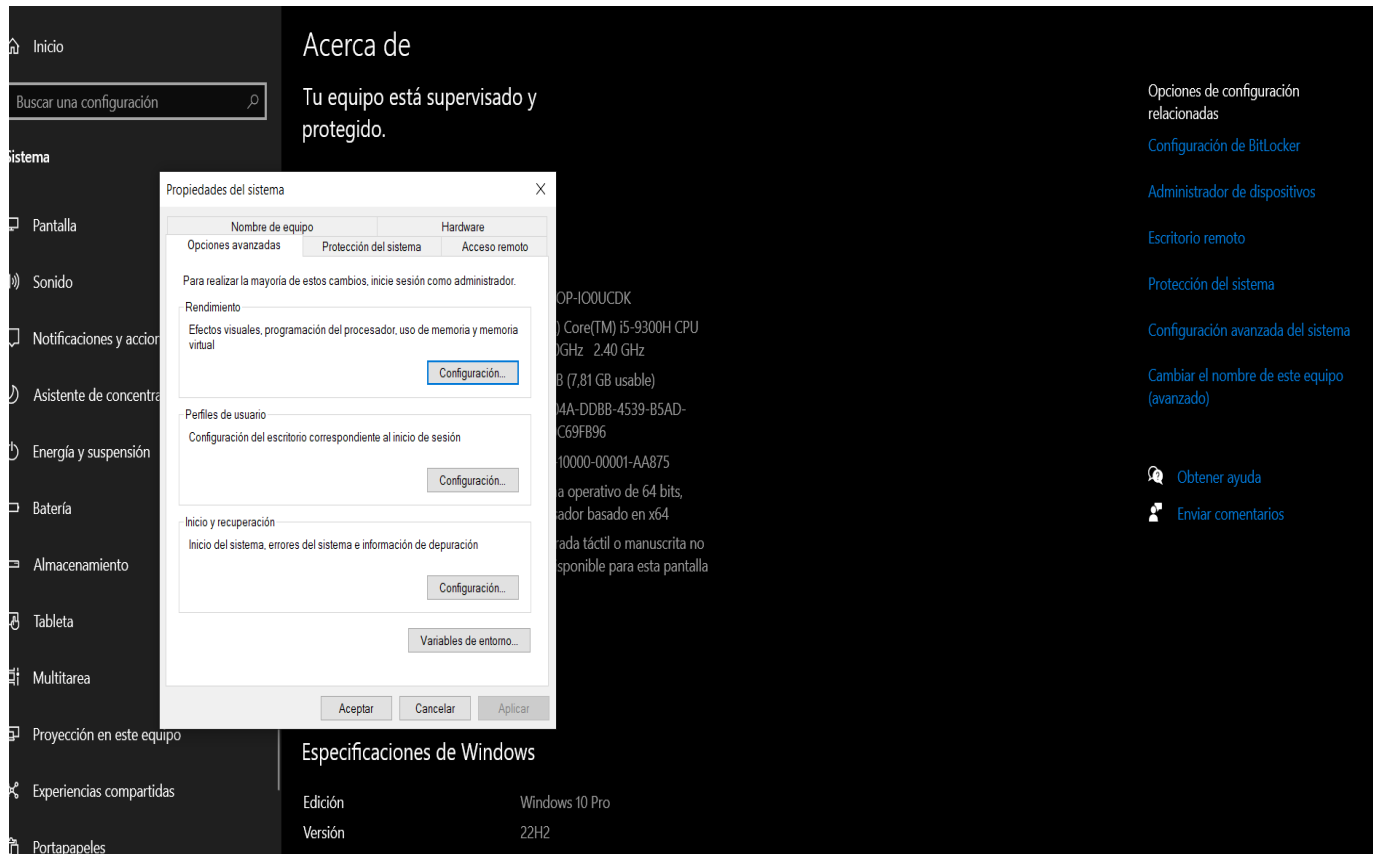 Inicio
Buscar una configuración
Sistema
Pantalla
Sonido
Notificaciones y accion
Asistente de concentra
Energía y suspensión
Batería
Almacenamiento
Tableta
Multitarea
Proyección en este equipo
Experiencias compartidas
Portapapeles
Acerca de
Tu equipo está supervisado y
protegido.
Propiedades del sistema
Nombre de equipo
Hardware
Opciones avanzadas
Protección del sistema
Acceso remoto
Para realizar la mayoría de estos cambios, inicie sesión como administrador.
Rendimiento
Efectos visuales, programación del procesador, uso de memoria y memoria
virtual
Configuración...
Perfiles de usuario
Configuración del escritorio correspondiente al inicio de sesión
Configuración...
Inicio y recuperación
Inicio del sistema, errores del sistema e información de depuración
Configuración...
Variables de entorno...
Aceptar
Cancelar
Aplicar
OP-IO0UCDK
) Core(TM) i5-9300H CPU
0GHz 2.40 GHz
B (7,81 GB usable)
04A-DDBB-4539-B5AD-
C69FB96
-10000-00001-AA875
a operativo de 64 bits,
sador basado en x64
rada táctil o manuscrita no
sponible para esta pantalla
Especificaciones de Windows
Edición Windows 10 Pro
Versión 22H2
Opciones de configuración
relacionadas
Configuración de BitLocker
Administrador de dispositivos
Escritorio remoto
Protección del sistema
Configuración avanzada del sistema
Cambiar el nombre de este equipo
(avanzado)
Obtener ayuda
Enviar comentarios